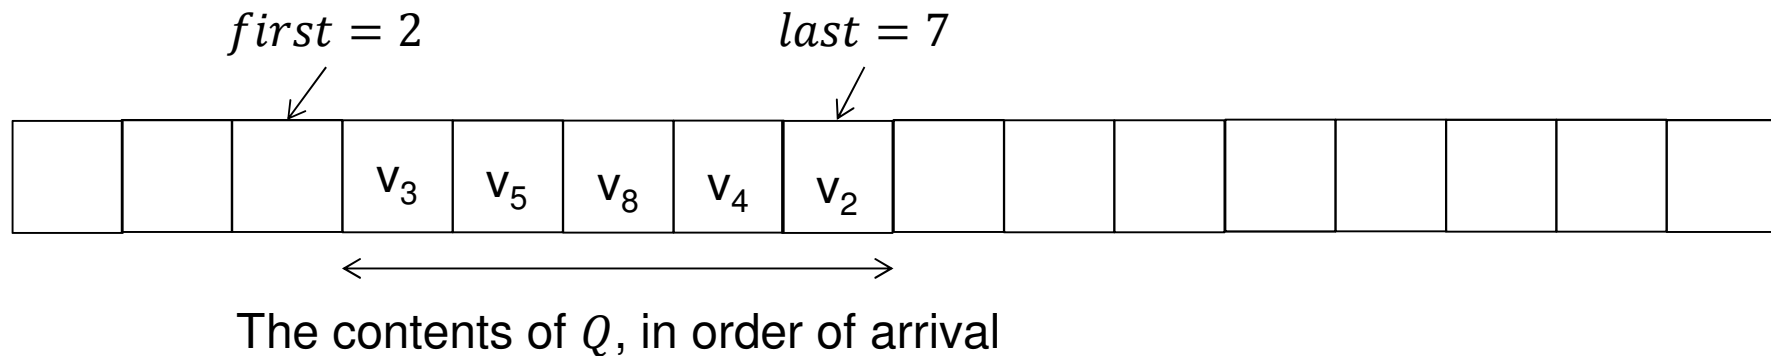 first = 2 last = 7
v₃ v₅ v₈ v₄ v₂
The contents of Q, in order of arrival